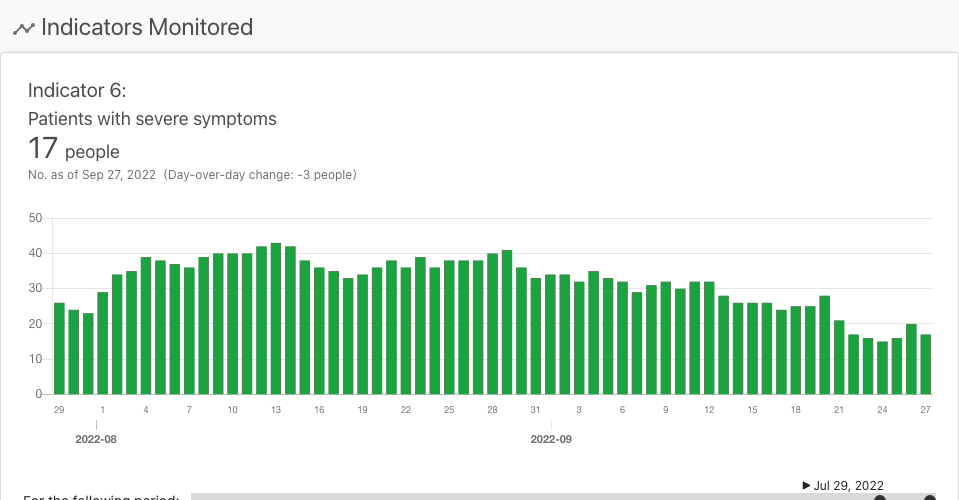 Indicators Monitored
Indicator 6:
Patients with severe symptoms
17 people
No. as of Sep 27, 2022 (Day-over-day change: -3 people)
50
40
30
20
10
0
29 1 4 7 10 13 16 19 22 25 28 31 3 6 9 12 15 18 21 24 27
2022-08 2022-09
▶ Jul 29, 2022
For the following period: